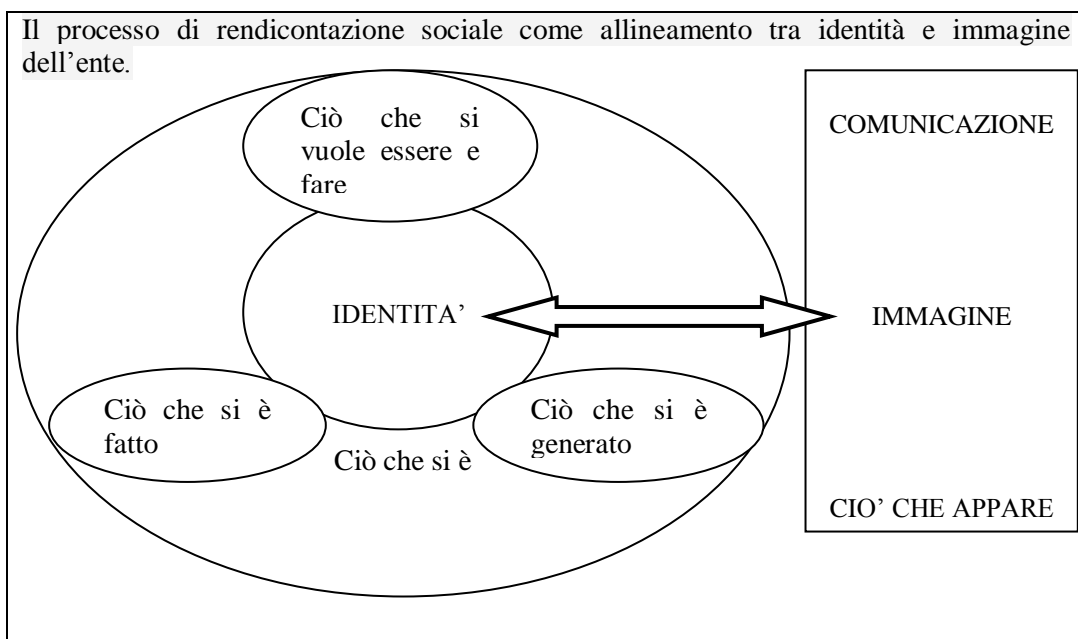 Il processo di rendicontazione sociale come allineamento tra identità e immagine
dell’ente.
Ciò che si
vuole essere e
fare
COMUNICAZIONE
IDENTITA’
IMMAGINE
Ciò che si è
fatto
Ciò che si è
generato
Ciò che si è
CIO’ CHE APPARE